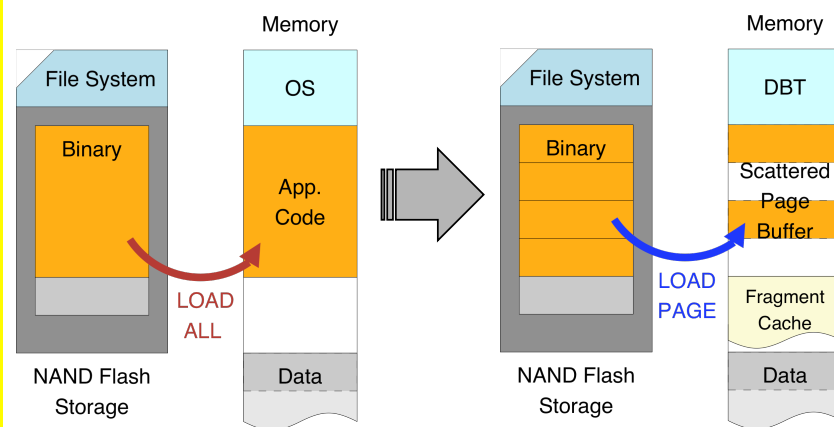 Memory
File System
OS
Binary
App.
Code
LOAD
ALL
Data
NAND Flash
Storage
Memory
File System
DBT
Binary
Scattered
Page
Buffer
LOAD
PAGE
Fragment
Cache
Data
NAND Flash
Storage